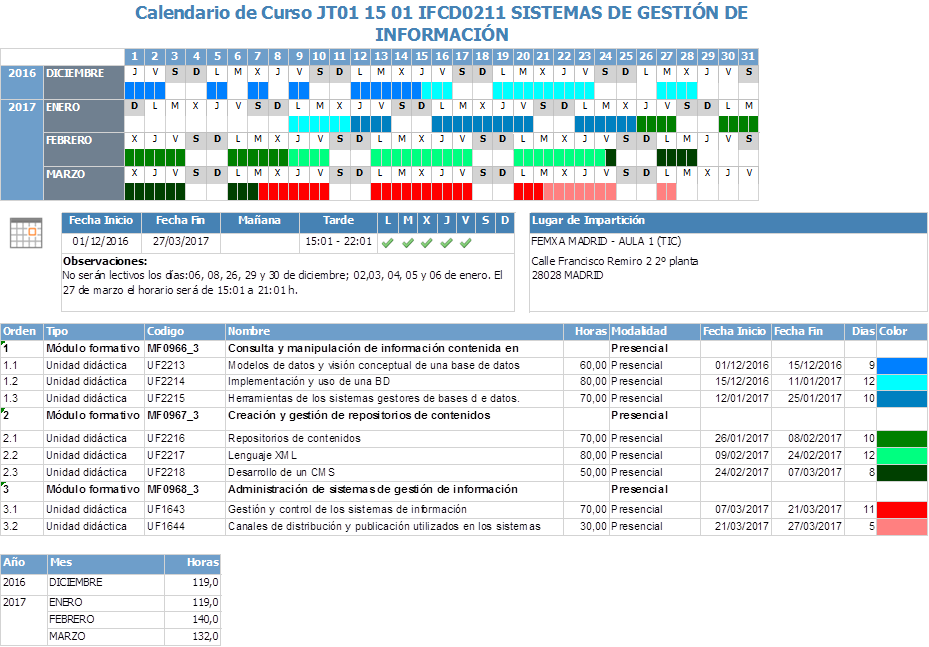 Calendario de Curso JT01 15 01 IFCD0211 SISTEMAS DE GESTIÓN DE
INFORMACIÓN
1 2 3 4 5 6 7 8 9 10 11 12 13 14 15 16 17 18 19 20 21 22 23 24 25 26 27 28 29 30 31
2016 DICIEMBRE J V S D L M X J V S D L M X J V S D L M X J V S D L M X J V S
2017 ENERO D L M X J V S D L M X J V S D L M X J V S D L M X J V S D L M
FEBRERO X J V S D L M X J V S D L M X J V S D L M X J V S D L M
MARZO X J V S D L M X J V S D L M X J V S D L M X J V S D L M X J V
Fecha Inicio Fecha Fin Mañana Tarde L M X J V S D
01/12/2016 27/03/2017 15:01 - 22:01
Observaciones:
No serán lectivos los días:06, 08, 26, 29 y 30 de diciembre; 02,03, 04, 05 y 06 de enero. El
27 de marzo el horario será de 15:01 a 21:01 h.
Lugar de Impartición
FEMXA MADRID - AULA 1 (TIC)
Calle Francisco Remiro 2 2º planta
28028 MADRID
Orden Tipo Codigo Nombre Horas Modalidad Fecha Inicio Fecha Fin Dias Color
1 Módulo formativo MF0966_3 Consulta y manipulación de información contenida en Presencial
1.1 Unidad didáctica UF2213 Modelos de datos y visión conceptual de una base de datos 60,00 Presencial 01/12/2016 15/12/2016 9
1.2 Unidad didáctica UF2214 Implementación y uso de una BD 80,00 Presencial 15/12/2016 11/01/2017 12
1.3 Unidad didáctica UF2215 Herramientas de los sistemas gestores de bases d e datos. 70,00 Presencial 12/01/2017 25/01/2017 10
2 Módulo formativo MF0967_3 Creación y gestión de repositorios de contenidos Presencial
2.1 Unidad didáctica UF2216 Repositorios de contenidos 70,00 Presencial 26/01/2017 08/02/2017 10
2.2 Unidad didáctica UF2217 Lenguaje XML 80,00 Presencial 09/02/2017 24/02/2017 12
2.3 Unidad didáctica UF2218 Desarrollo de un CMS 50,00 Presencial 24/02/2017 07/03/2017 8
3 Módulo formativo MF0968_3 Administración de sistemas de gestión de información Presencial
3.1 Unidad didáctica UF1643 Gestión y control de los sistemas de información 70,00 Presencial 07/03/2017 21/03/2017 11
3.2 Unidad didáctica UF1644 Canales de distribución y publicación utilizados en los sistemas 30,00 Presencial 21/03/2017 27/03/2017 5
Año Mes Horas
2016 DICIEMBRE 119,0
2017 ENERO 119,0
FEBRERO 140,0
MARZO 132,0